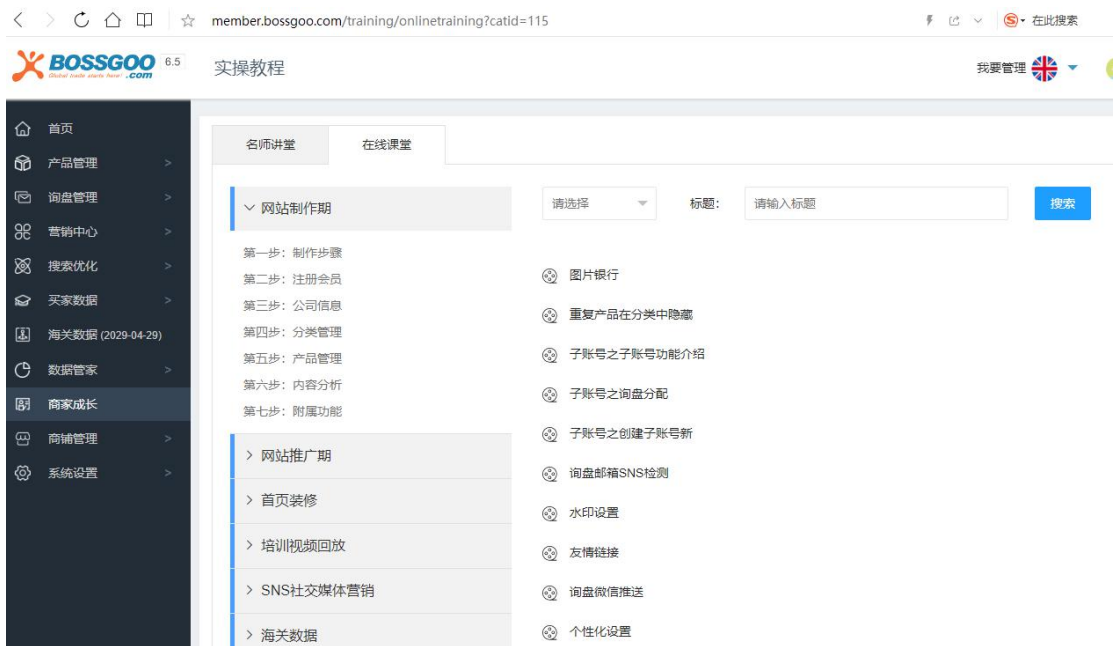 member.bossgoo.com/training/onlinetraining?catid=115
在此搜索
BOSSGOO
.com
6.5
实操教程
我要管理
首页
产品管理
询盘管理
营销中心
搜索优化
买家数据
海关数据 (2029-04-29)
数据管家
商家成长
商铺管理
系统设置
名师讲堂
在线课堂
网站制作期
第一步：制作步骤
第二步：注册会员
第三步：公司信息
第四步：分类管理
第五步：产品管理
第六步：内容分析
第七步：附属功能
网站推广期
首页装修
培训视频回放
SNS社交媒体营销
海关数据
请选择
标题：
请输入标题
搜索
图片银行
重复产品在分类中隐藏
子账号之子账号功能介绍
子账号之询盘分配
子账号之创建子账号新
询盘邮箱SNS检测
水印设置
友情链接
询盘微信推送
个性化设置